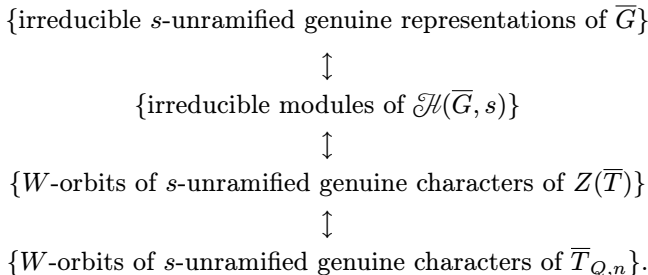 {irreducible s-unramified genuine representations of \overline{G}}
↕
{irreducible modules of \mathscr{H}(\overline{G}, s)}
↕
{W-orbits of s-unramified genuine characters of Z(\overline{T})}
↕
{W-orbits of s-unramified genuine characters of \overline{T}_{Q,n}}.